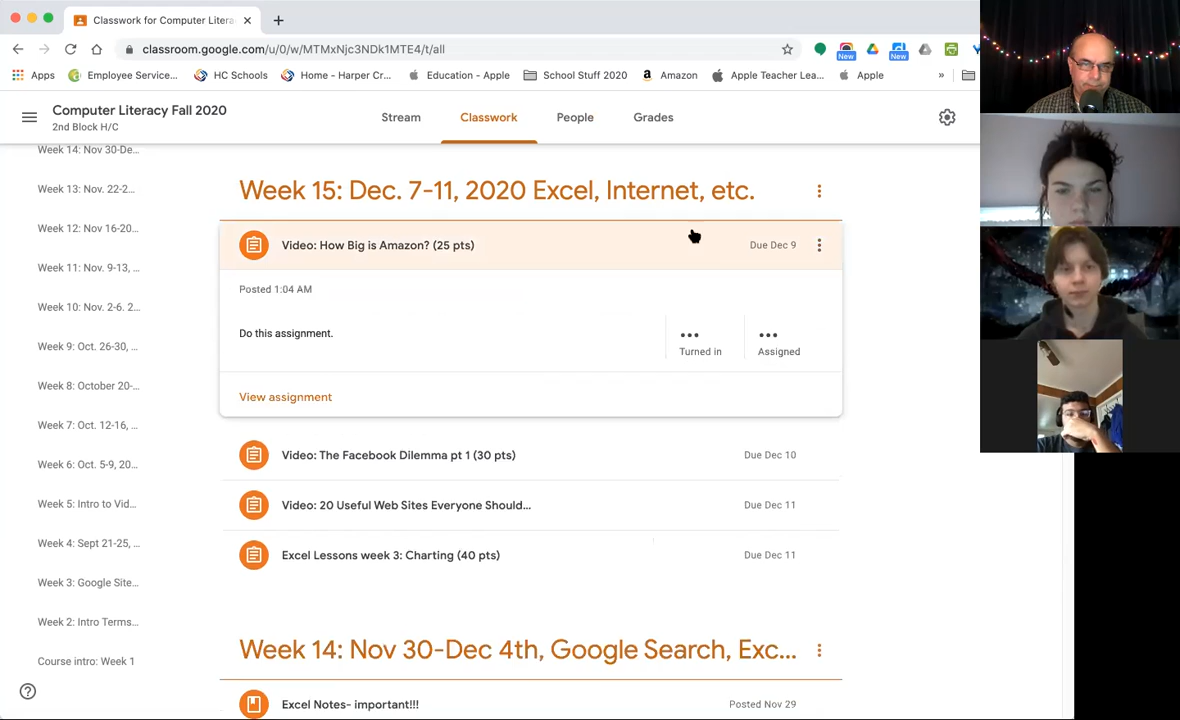 Classwork for Computer Litera
classroom.google.com/u/0/w/MTMxNjc3NDk1MTE4/t/all
New
New
Apps
Employee Service...
HC Schools
Home - Harper Cr...
Education - Apple
School Stuff 2020
Amazon
Apple Teacher Lea...
Apple
»
Computer Literacy Fall 2020
2nd Block H/C
Stream
Classwork
People
Grades
Week 14: Nov 30-De...
Week 13: Nov. 22-2...
Week 12: Nov 16-20...
Week 11: Nov. 9-13, ...
Week 10: Nov. 2-6. 2...
Week 9: Oct. 26-30, ...
Week 8: October 20-...
Week 7: Oct. 12-16, ...
Week 6: Oct. 5-9, 20...
Week 5: Intro to Vid...
Week 4: Sept 21-25, ...
Week 3: Google Site...
Week 2: Intro Terms...
Course intro: Week 1
Week 15: Dec. 7-11, 2020 Excel, Internet, etc.
Video: How Big is Amazon? (25 pts)
Due Dec 9
Posted 1:04 AM
Do this assignment.
Turned in
Assigned
View assignment
Video: The Facebook Dilemma pt 1 (30 pts)
Due Dec 10
Video: 20 Useful Web Sites Everyone Should...
Due Dec 11
Excel Lessons week 3: Charting (40 pts)
Due Dec 11
Week 14: Nov 30-Dec 4th, Google Search, Exc...
Excel Notes- important!!!
Posted Nov 29